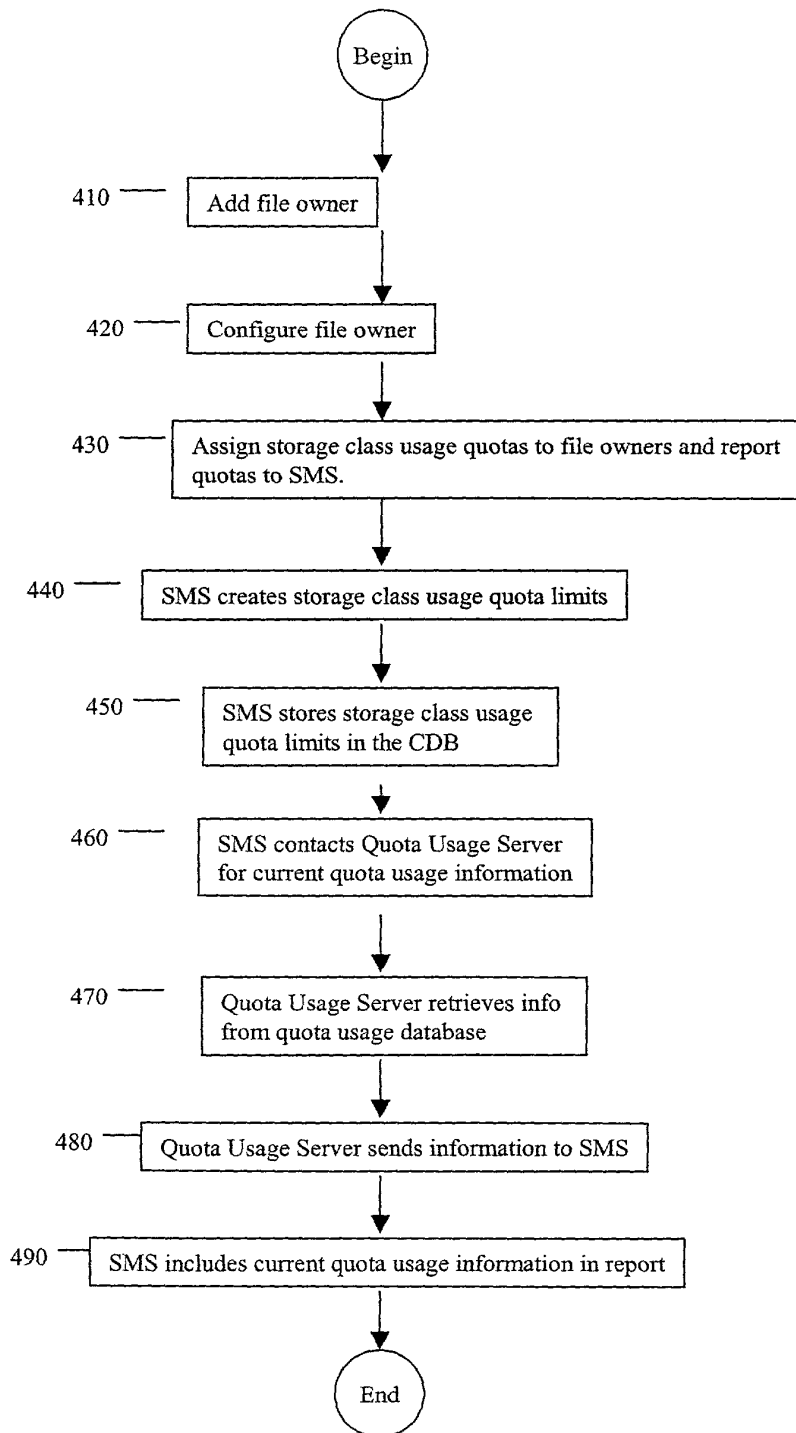 Begin
410
Add file owner
420
Configure file owner
430
Assign storage class usage quotas to file owners and report
quotas to SMS.
440
SMS creates storage class usage quota limits
450
SMS stores storage class usage
quota limits in the CDB
460
SMS contacts Quota Usage Server
for current quota usage information
470
Quota Usage Server retrieves info
from quota usage database
480
Quota Usage Server sends information to SMS
490
SMS includes current quota usage information in report
End